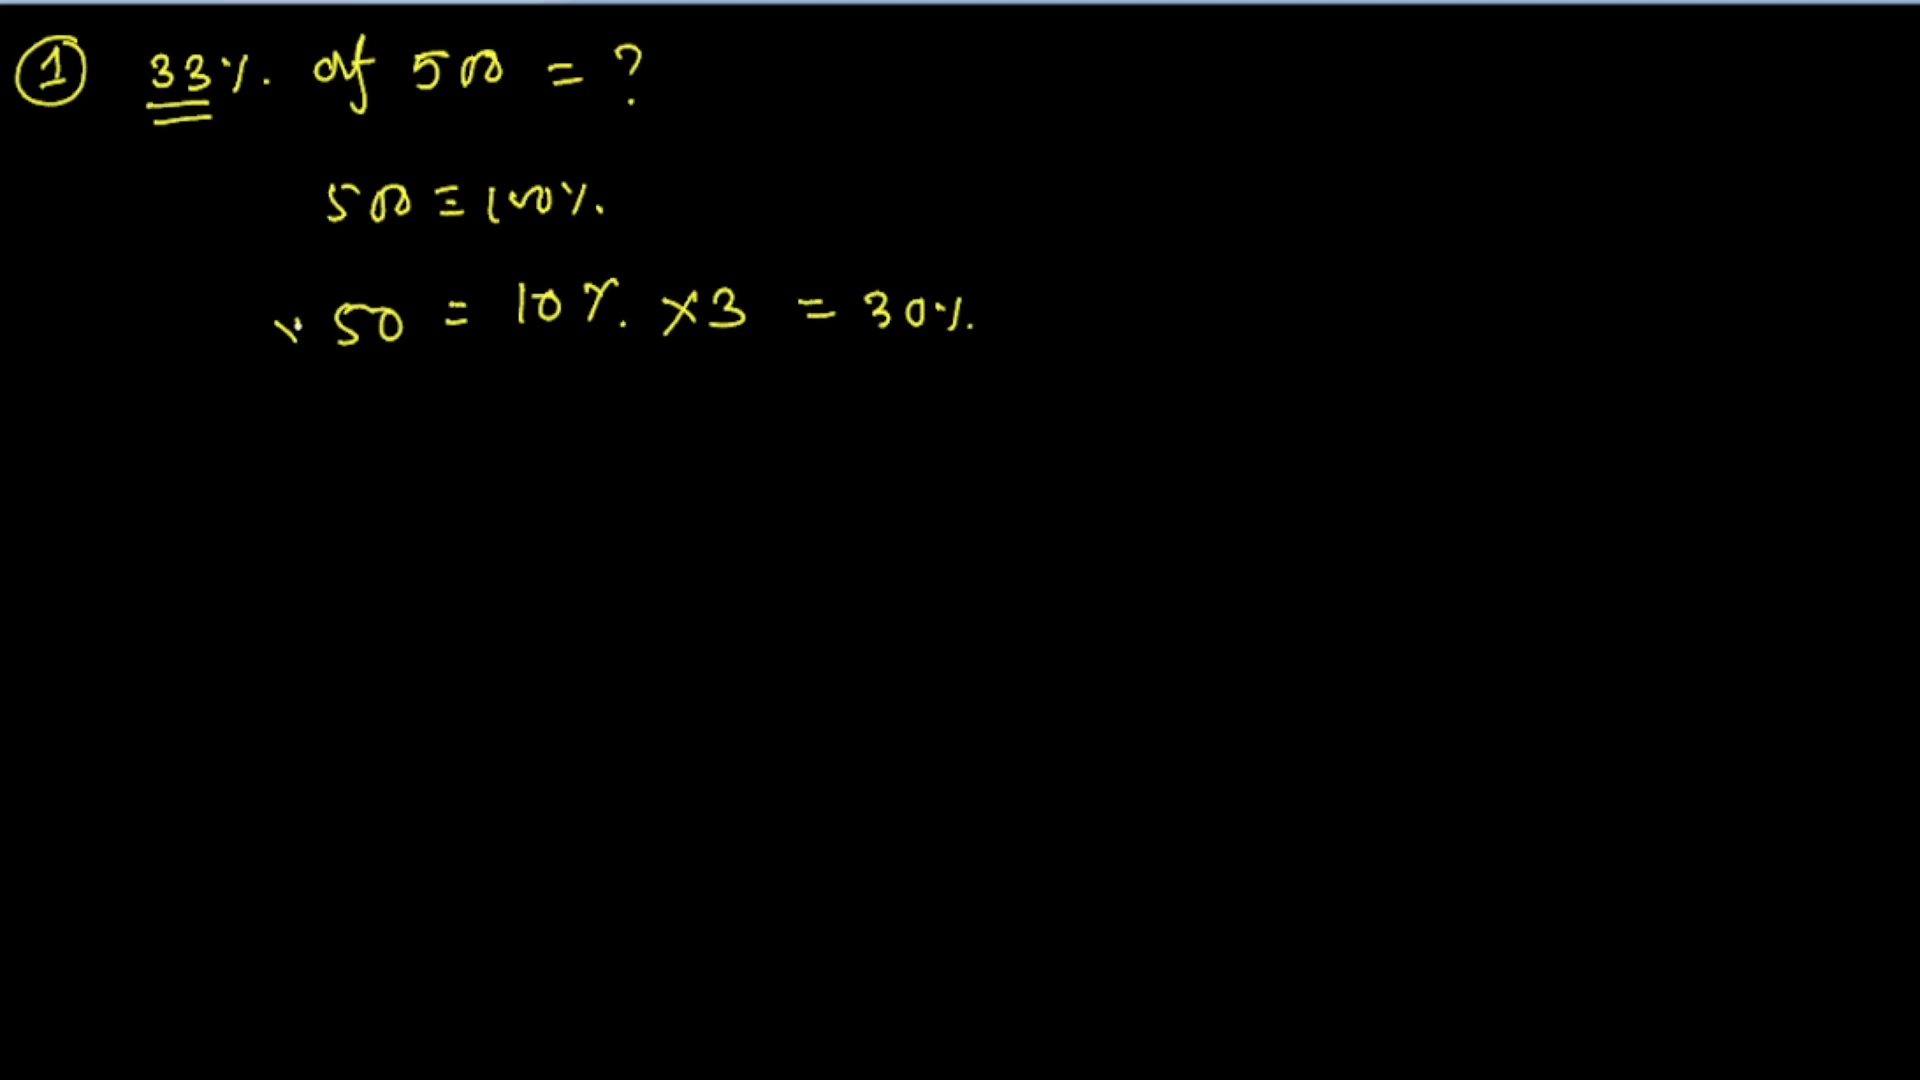 ① 33% of 500 = ?
500 ≡ 100%.
50 = 10%. ×3 = 30%.